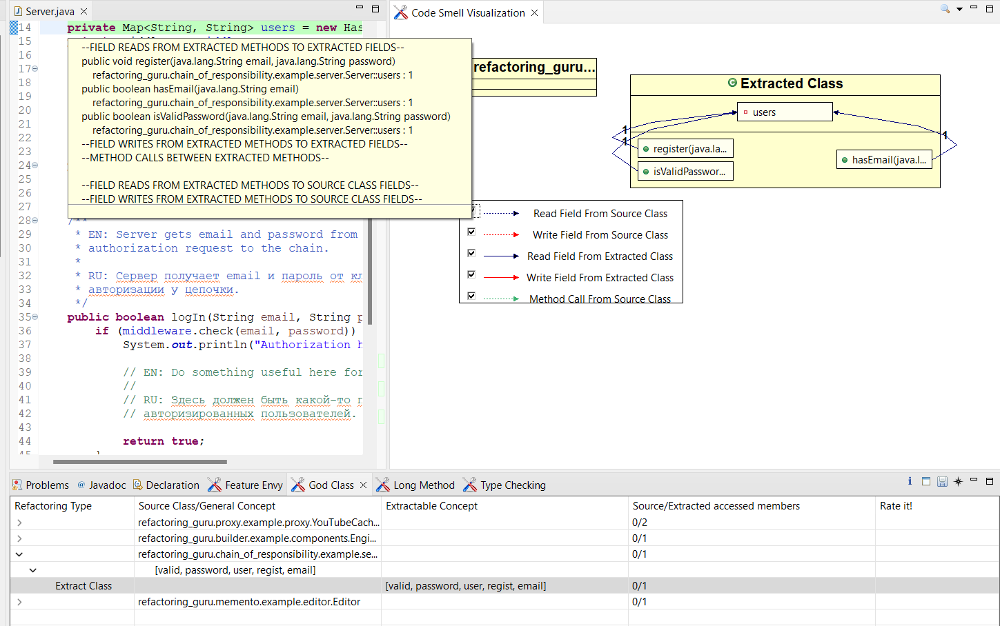 Server.java
14 private Map<String, String> users = new Has
15
16
17
18
19
20
21
22
23
24
25
26
27
--FIELD READS FROM EXTRACTED METHODS TO EXTRACTED FIELDS--
public void register(java.lang.String email, java.lang.String password)
refactoring_guru.chain_of_responsibility.example.server.Server::users : 1
public boolean hasEmail(java.lang.String email)
refactoring_guru.chain_of_responsibility.example.server.Server::users : 1
public boolean isValidPassword(java.lang.String email, java.lang.String password)
refactoring_guru.chain_of_responsibility.example.server.Server::users : 1
--FIELD WRITES FROM EXTRACTED METHODS TO EXTRACTED FIELDS--
--METHOD CALLS BETWEEN EXTRACTED METHODS--
--FIELD READS FROM EXTRACTED METHODS TO SOURCE CLASS FIELDS--
--FIELD WRITES FROM EXTRACTED METHODS TO SOURCE CLASS FIELDS--
28 /**
29 * EN: Server gets email and password from
30 * authorization request to the chain.
31 *
32 * RU: Сервер получает email и пароль от кл
33 * авторизации у цепочки.
34 */
35 public boolean logIn(String email, String p
36 if (middleware.check(email, password))
37 System.out.println("Authorization h
38
39 // EN: Do something useful here for
40 //
41 // RU: Здесь должен быть какой-то п
42 // авторизированных пользователей.
43
44 return true;
45 }
Code Smell Visualization
refactoring_guru...
Extracted Class
users
1
1
1
register(java.la...
isValidPasswor...
hasEmail(java.l...
Read Field From Source Class
Write Field From Source Class
Read Field From Extracted Class
Write Field From Extracted Class
Method Call From Source Class
Problems @ Javadoc Declaration Feature Envy God Class Long Method Type Checking
Refactoring Type Source Class/General Concept Extractable Concept Source/Extracted accessed members Rate it!
refactoring_guru.proxy.example.proxy.YouTubeCach... 0/2
refactoring_guru.builder.example.components.Engi... 0/1
refactoring_guru.chain_of_responsibility.example.se... 0/1
[valid, password, user, regist, email]
Extract Class [valid, password, user, regist, email] 0/1
refactoring_guru.memento.example.editor.Editor 0/1